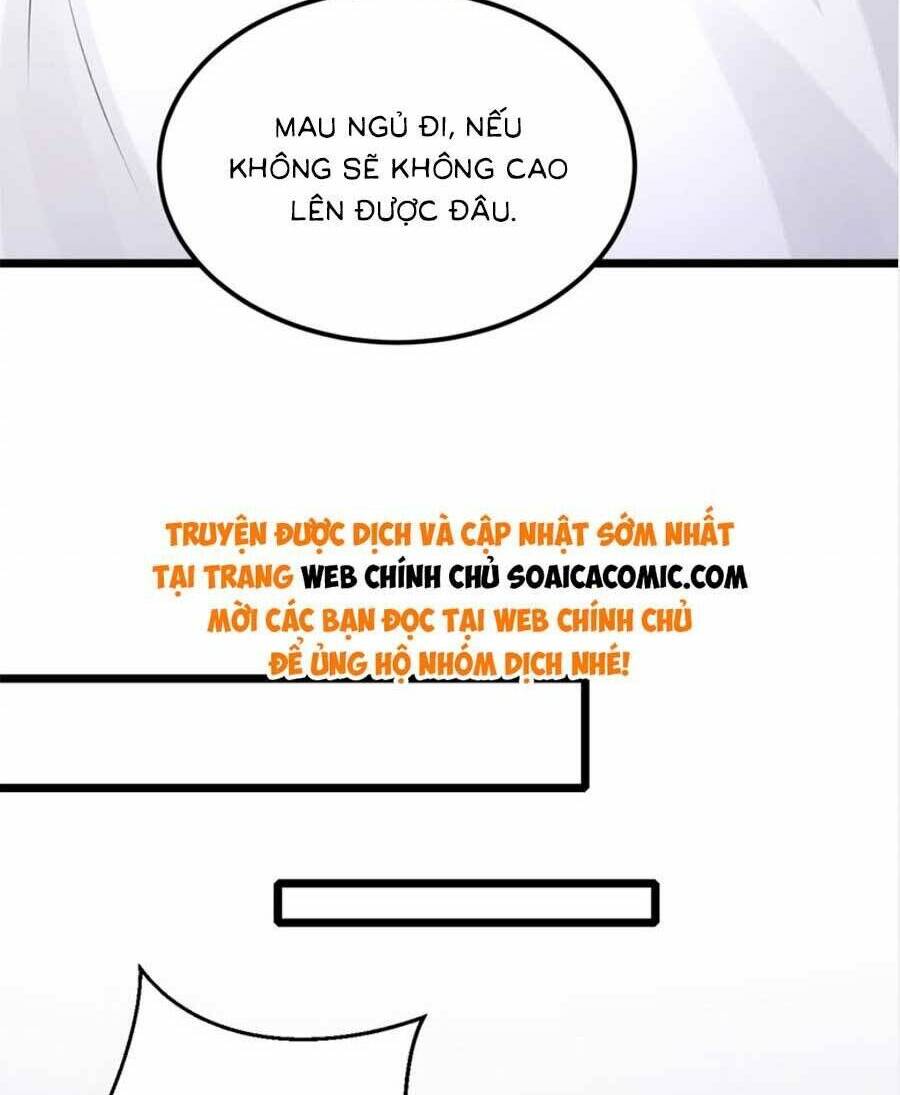 MAU NGỦ ĐI, NẾU
KHÔNG SẼ KHÔNG CAO
LÊN ĐƯỢC ĐÂU.
TRUYỆN ĐƯỢC DỊCH VÀ CẬP NHẬT SỚM NHẤT
TẠI TRANG WEB CHÍNH CHỦ SOAICACOMIC.COM
MỜI CÁC BẠN ĐỌC TẠI WEB CHÍNH CHỦ
ĐỂ ỦNG HỘ NHÓM DỊCH NHÉ!